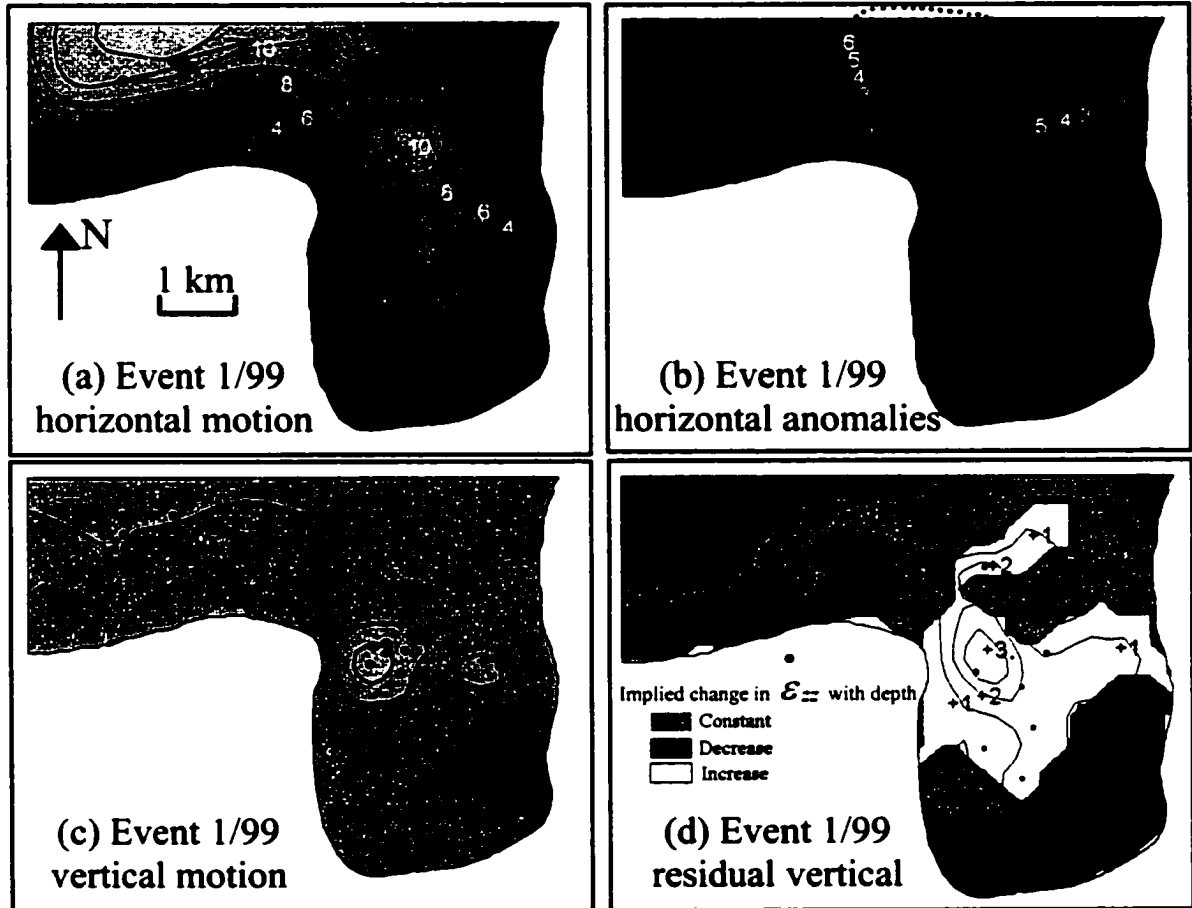 10
8
6
4
10
6
6
4
N
1 km
(a) Event 1/99
horizontal motion
6
5
4
5 4 3
(b) Event 1/99
horizontal anomalies
(c) Event 1/99
vertical motion
+1
+2
+3
+1
+2
+1
Implied change in ε_zz with depth
Constant
Decrease
Increase
(d) Event 1/99
residual vertical